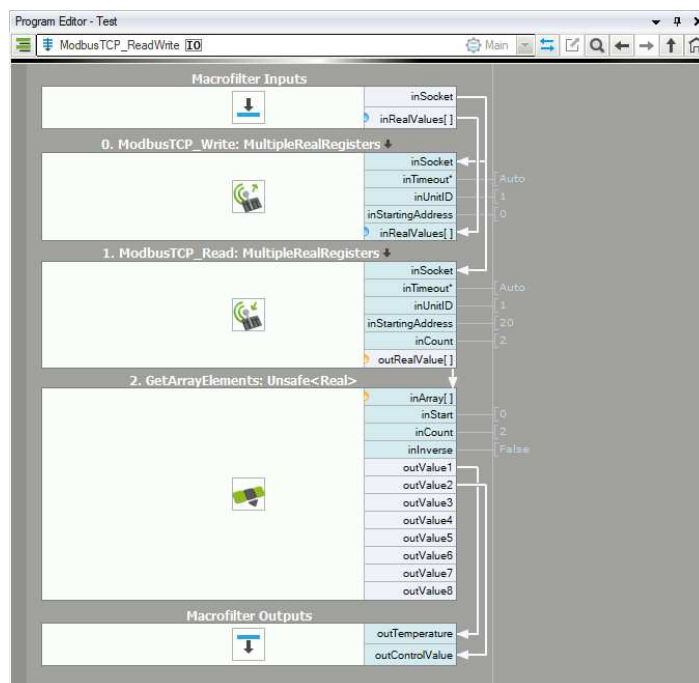 Program Editor - Test
ModbusTCP_ReadWrite IO Main
Macrofilter Inputs
inSocket
inRealValues[ ]
0. ModbusTCP_Write: MultipleRealRegisters
inSocket
inTimeout* Auto
inUnitID 1
inStartingAddress 0
inRealValues[ ]
1. ModbusTCP_Read: MultipleRealRegisters
inSocket
inTimeout* Auto
inUnitID 1
inStartingAddress 20
inCount 2
outRealValue[ ]
2. GetArrayElements: Unsafe<Real>
inArray[ ]
inStart 0
inCount 2
inInverse False
outValue1
outValue2
outValue3
outValue4
outValue5
outValue6
outValue7
outValue8
Macrofilter Outputs
outTemperature
outControlValue